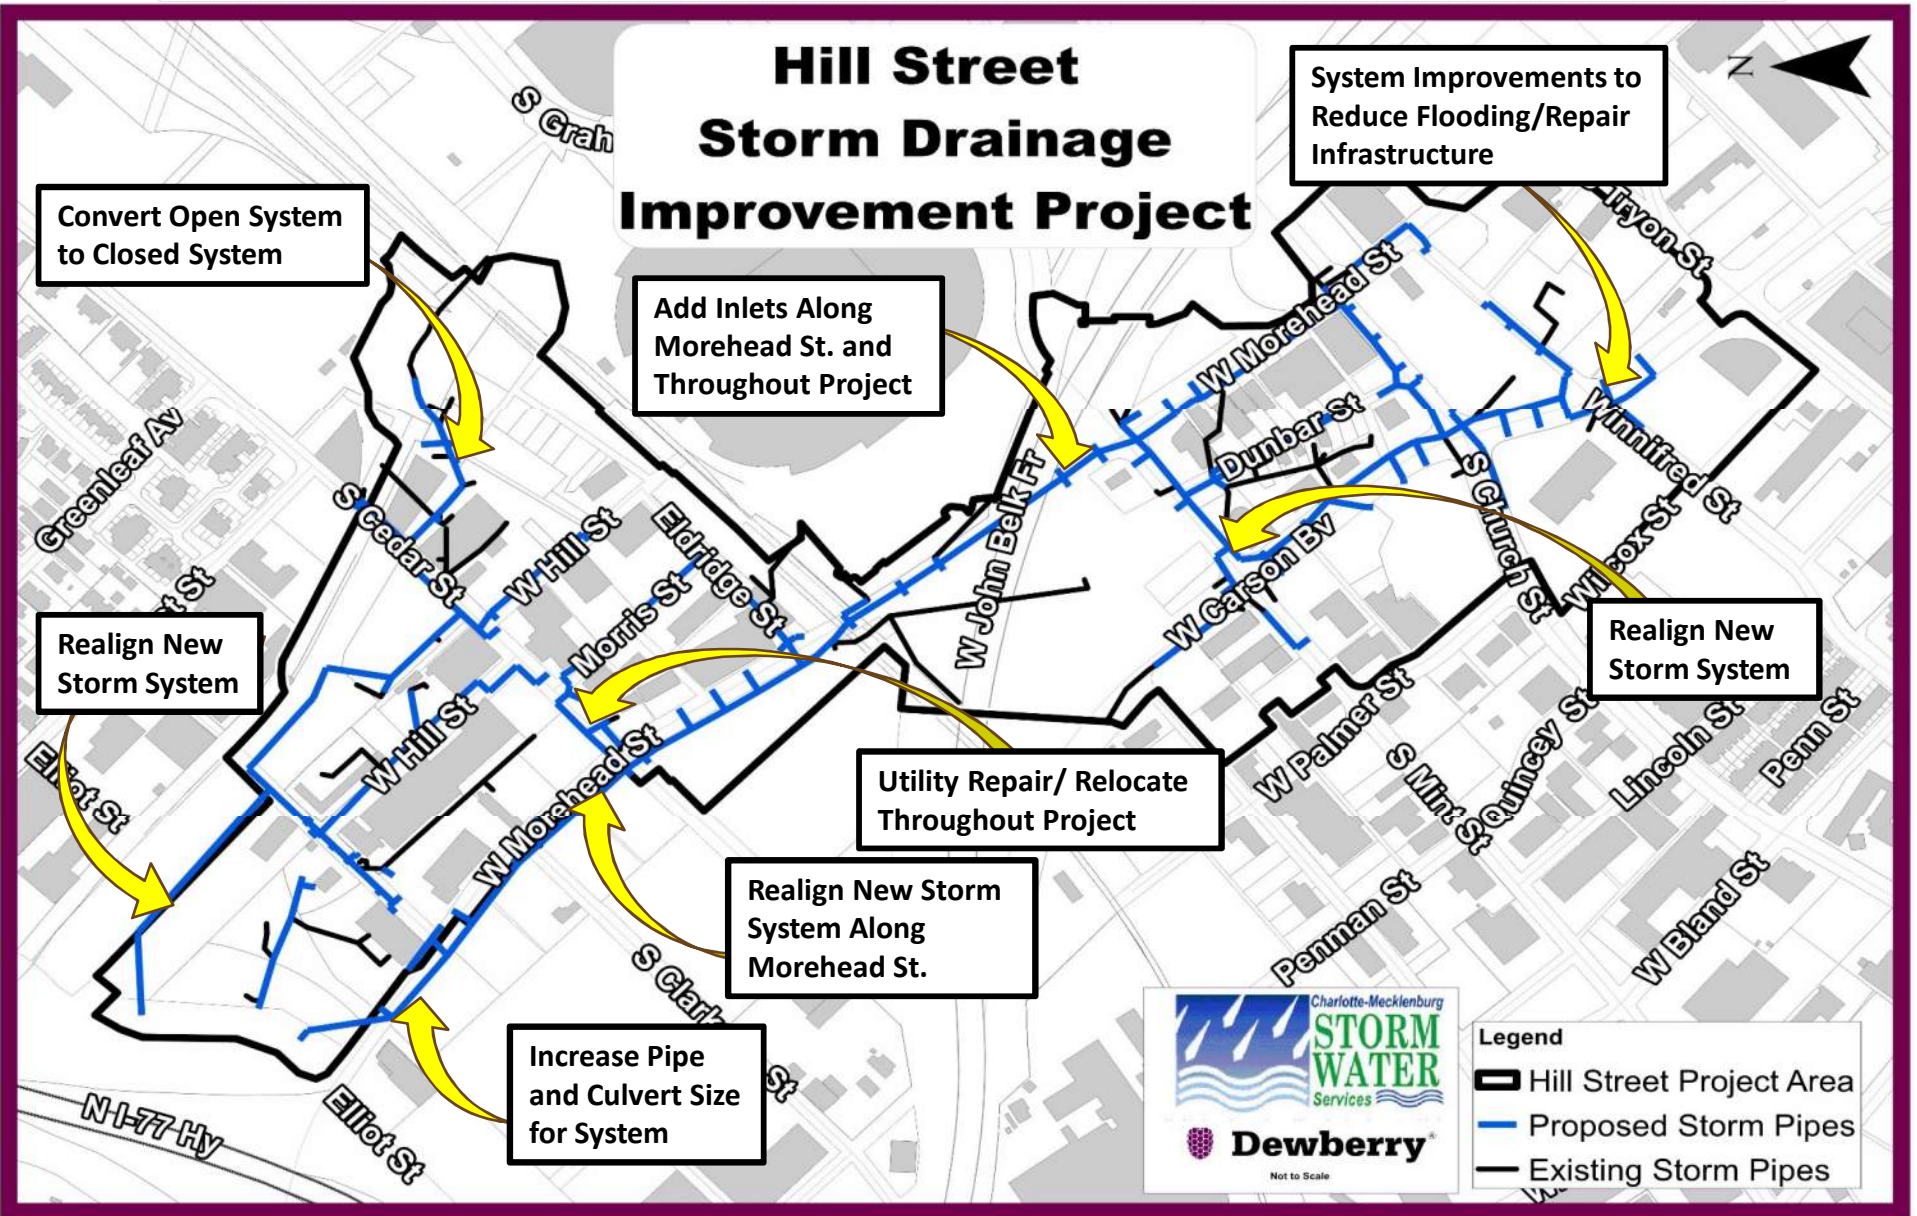 Hill Street
Storm Drainage
Improvement Project
N
System Improvements to
Reduce Flooding/Repair
Infrastructure
Convert Open System
to Closed System
Add Inlets Along
Morehead St. and
Throughout Project
Realign New
Storm System
Realign New
Storm System
Utility Repair/ Relocate
Throughout Project
Realign New Storm
System Along
Morehead St.
Increase Pipe
and Culvert Size
for System
S Grah
Tryon St
W Morehead St
Greenleaf Av
S Cedar St
W Hill St
Eldridge St
Morris St
W John Belk Fr
Dunbar St
Winnifred St
S Church St
Wilcox St
W Carson Bv
St
Elliot St
W Hill St
W Morehead St
W Palmer St
S Mint St
Quincey St
Lincoln St
Penn St
W Bland St
Penman St
S Clark
St
Elliot St
N I-77 Hy
Charlotte-Mecklenburg
STORM
WATER
Services
Dewberry®
Not to Scale
Legend
Hill Street Project Area
Proposed Storm Pipes
Existing Storm Pipes